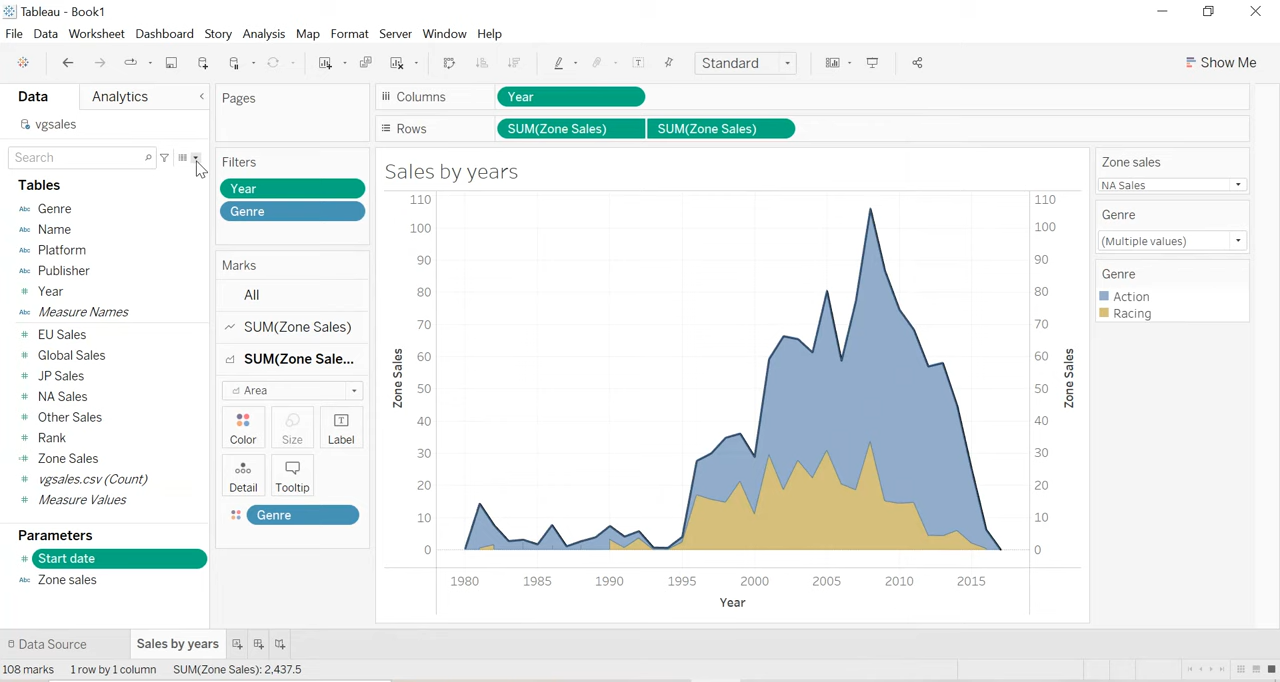 Tableau - Book1
File Data Worksheet Dashboard Story Analysis Map Format Server Window Help
Standard
Show Me
Data Analytics
vgsales
Search
Tables
Abc Genre
Abc Name
Abc Platform
Abc Publisher
# Year
Abc Measure Names
# EU Sales
# Global Sales
# JP Sales
# NA Sales
# Other Sales
# Rank
# Zone Sales
# vgsales.csv (Count)
# Measure Values
Parameters
# Start date
Abc Zone sales
Pages
Filters
Year
Genre
Marks
All
SUM(Zone Sales)
SUM(Zone Sale...
Area
Color Size Label
Detail Tooltip
Genre
iii Columns Year
Rows SUM(Zone Sales) SUM(Zone Sales)
Sales by years
110 110
100 100
90 90
80 80
70 70
60 60
50 50
40 40
30 30
20 20
10 10
0 0
Zone Sales
Zone Sales
1980 1985 1990 1995 2000 2005 2010 2015
Year
Zone sales
NA Sales
Genre
(Multiple values)
Genre
Action
Racing
Data Source Sales by years
108 marks 1 row by 1 column SUM(Zone Sales): 2,437.5